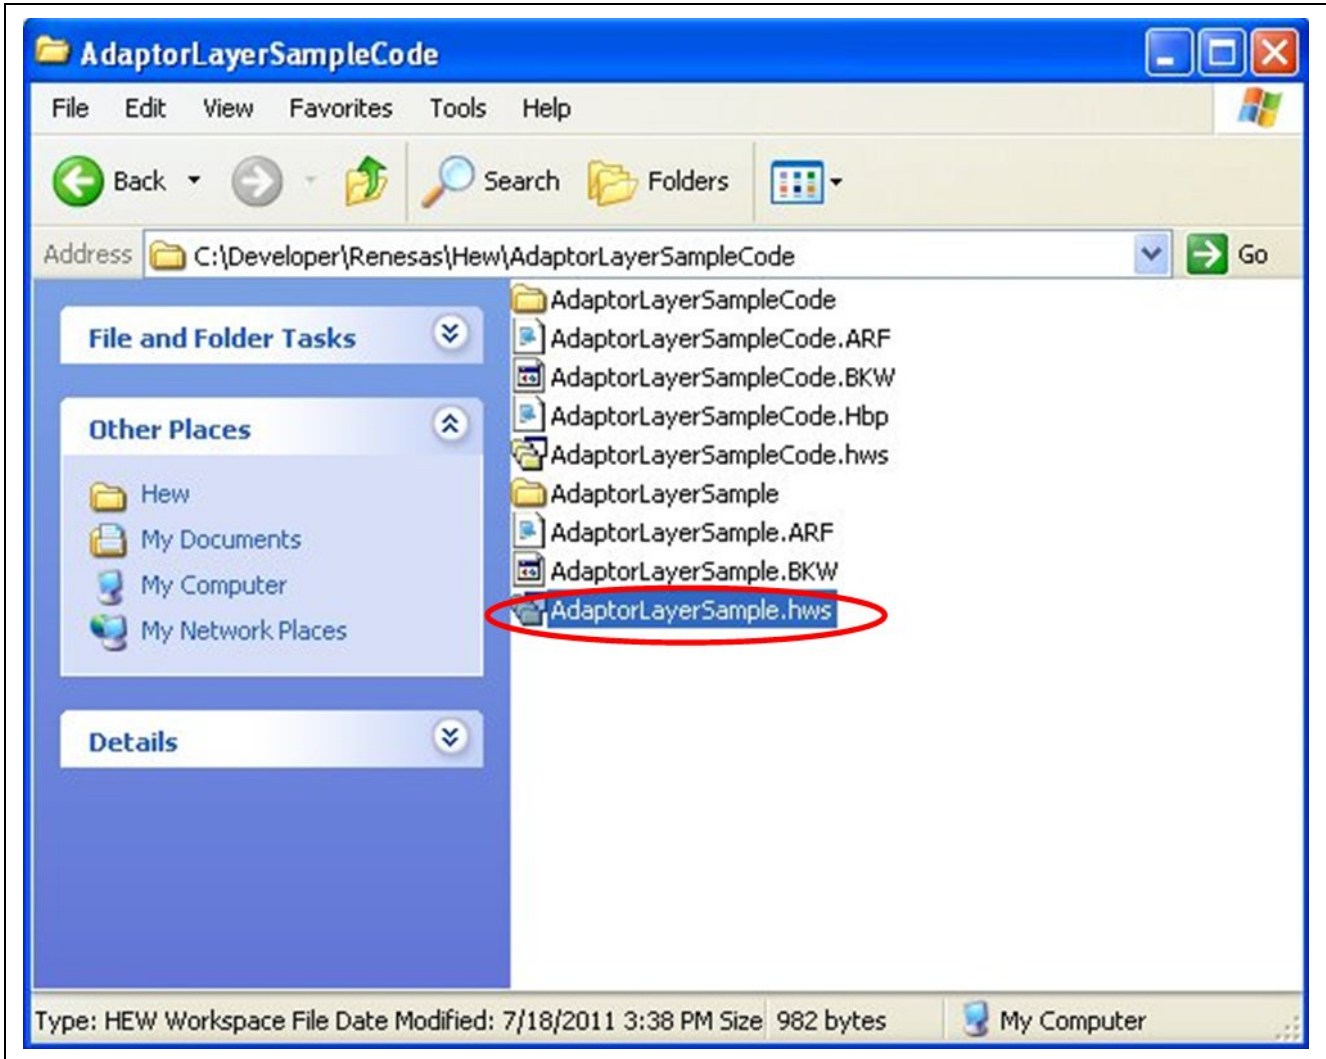 AdaptorLayerSampleCode
File Edit View Favorites Tools Help
Back Search Folders
Address C:\Developer\Renesas\Hew\AdaptorLayerSampleCode Go
File and Folder Tasks
Other Places
Hew
My Documents
My Computer
My Network Places
Details
AdaptorLayerSampleCode
AdaptorLayerSampleCode.ARF
AdaptorLayerSampleCode.BKW
AdaptorLayerSampleCode.Hbp
AdaptorLayerSampleCode.hws
AdaptorLayerSample
AdaptorLayerSample.ARF
AdaptorLayerSample.BKW
AdaptorLayerSample.hws
Type: HEW Workspace File Date Modified: 7/18/2011 3:38 PM Size 982 bytes My Computer